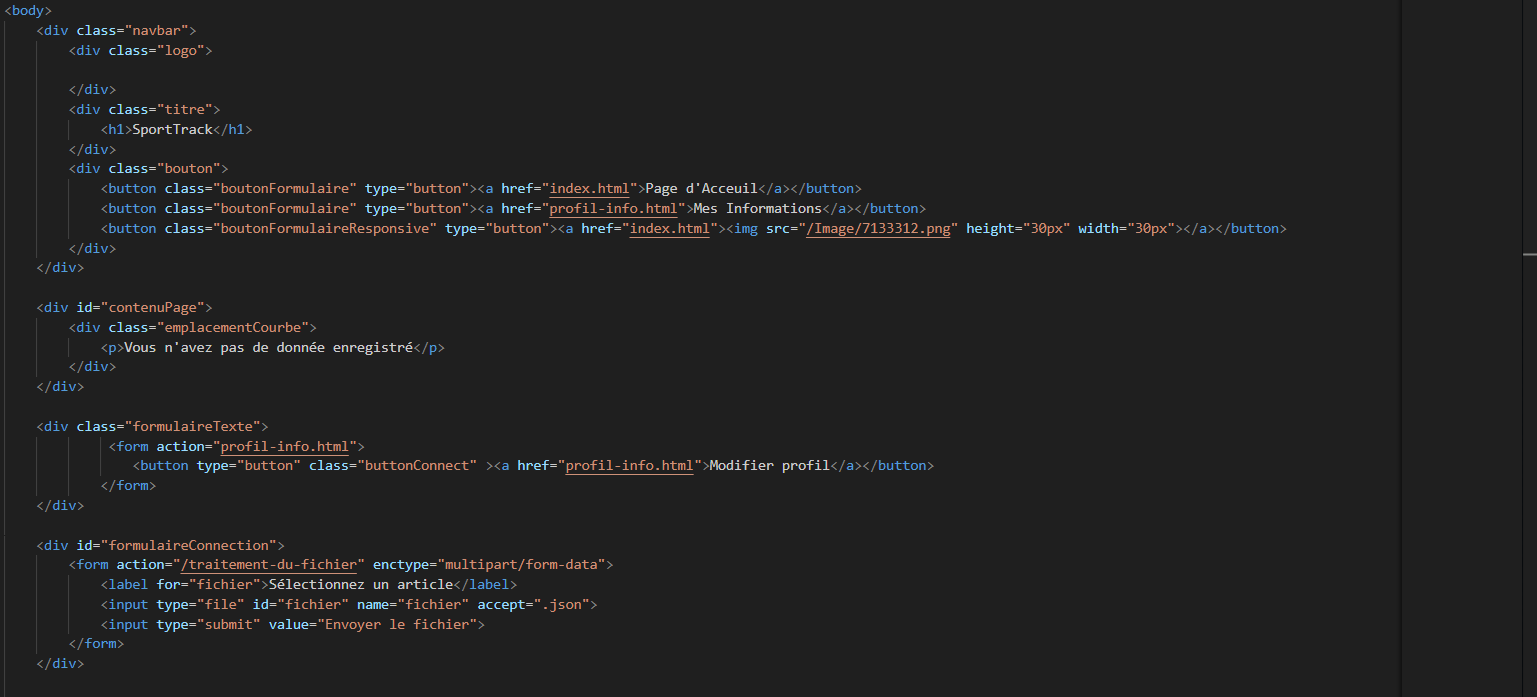 <body>
<div class="navbar">
<div class="logo">
</div>
<div class="titre">
<h1>SportTrack</h1>
</div>
<div class="bouton">
<button class="boutonFormulaire" type="button"><a href="index.html">Page d'Acceuil</a></button>
<button class="boutonFormulaire" type="button"><a href="profil-info.html">Mes Informations</a></button>
<button class="boutonFormulaireResponsive" type="button"><a href="index.html"><img src="/Image/7133312.png" height="30px" width="30px"></a></button>
</div>
</div>
<div id="contenuPage">
<div class="emplacementCourbe">
<p>Vous n'avez pas de donnée enregistré</p>
</div>
</div>
<div class="formulaireTexte">
<form action="profil-info.html">
<button type="button" class="buttonConnect" ><a href="profil-info.html">Modifier profil</a></button>
</form>
</div>
<div id="formulaireConnection">
<form action="/traitement-du-fichier" enctype="multipart/form-data">
<label for="fichier">Sélectionnez un article</label>
<input type="file" id="fichier" name="fichier" accept=".json">
<input type="submit" value="Envoyer le fichier">
</form>
</div>